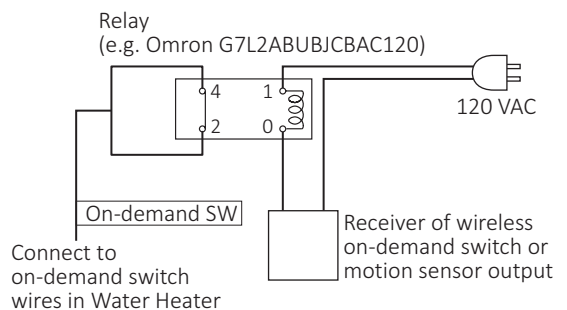 Relay
(e.g. Omron G7L2ABUBJCBAC120)
4
1
2
0
120 VAC
On-demand SW
Connect to
on-demand switch
wires in Water Heater
Receiver of wireless
on-demand switch or
motion sensor output